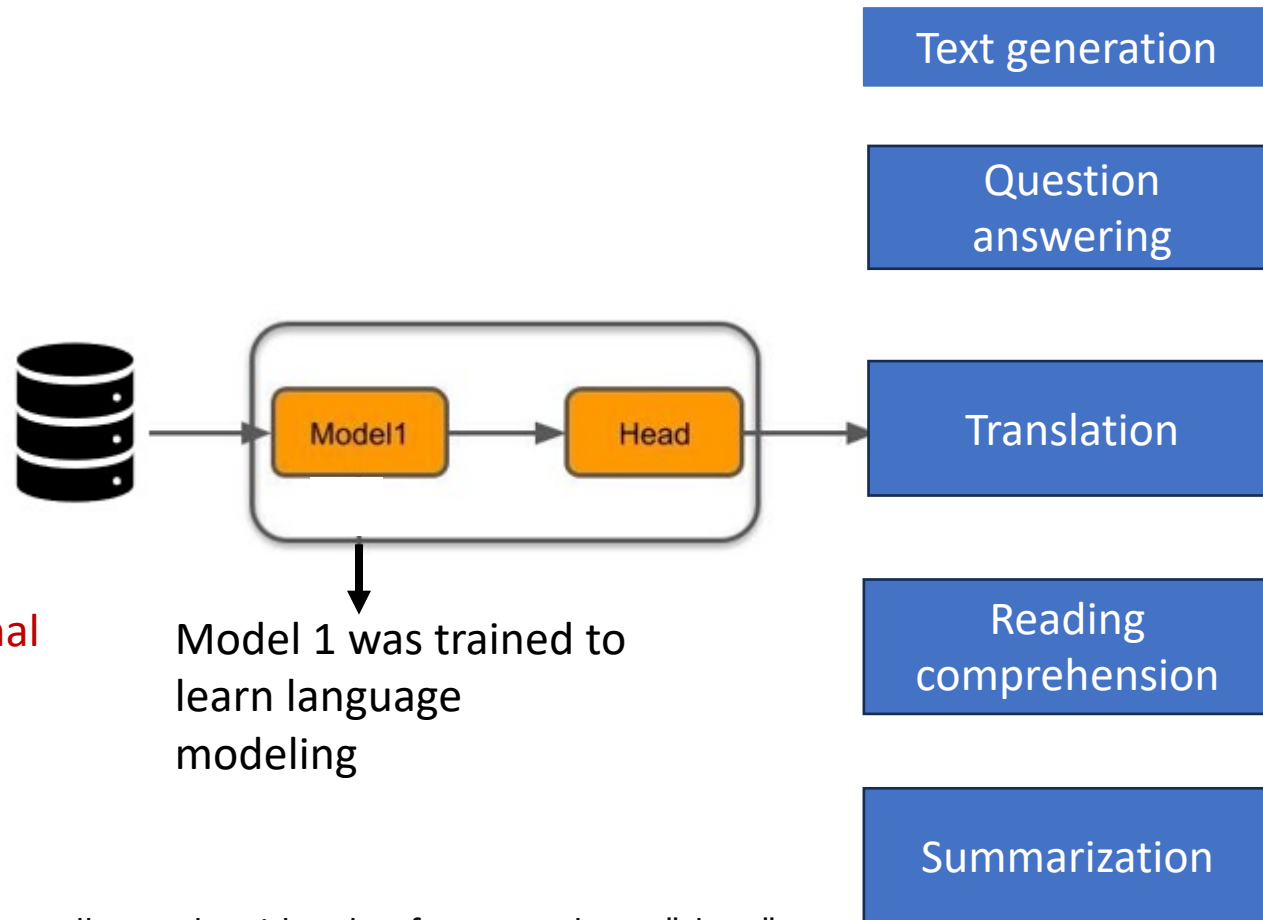 Text generation
Question
answering
Model1
Head
Translation
Model 1 was trained to
learn language
modeling
Reading
comprehension
Summarization